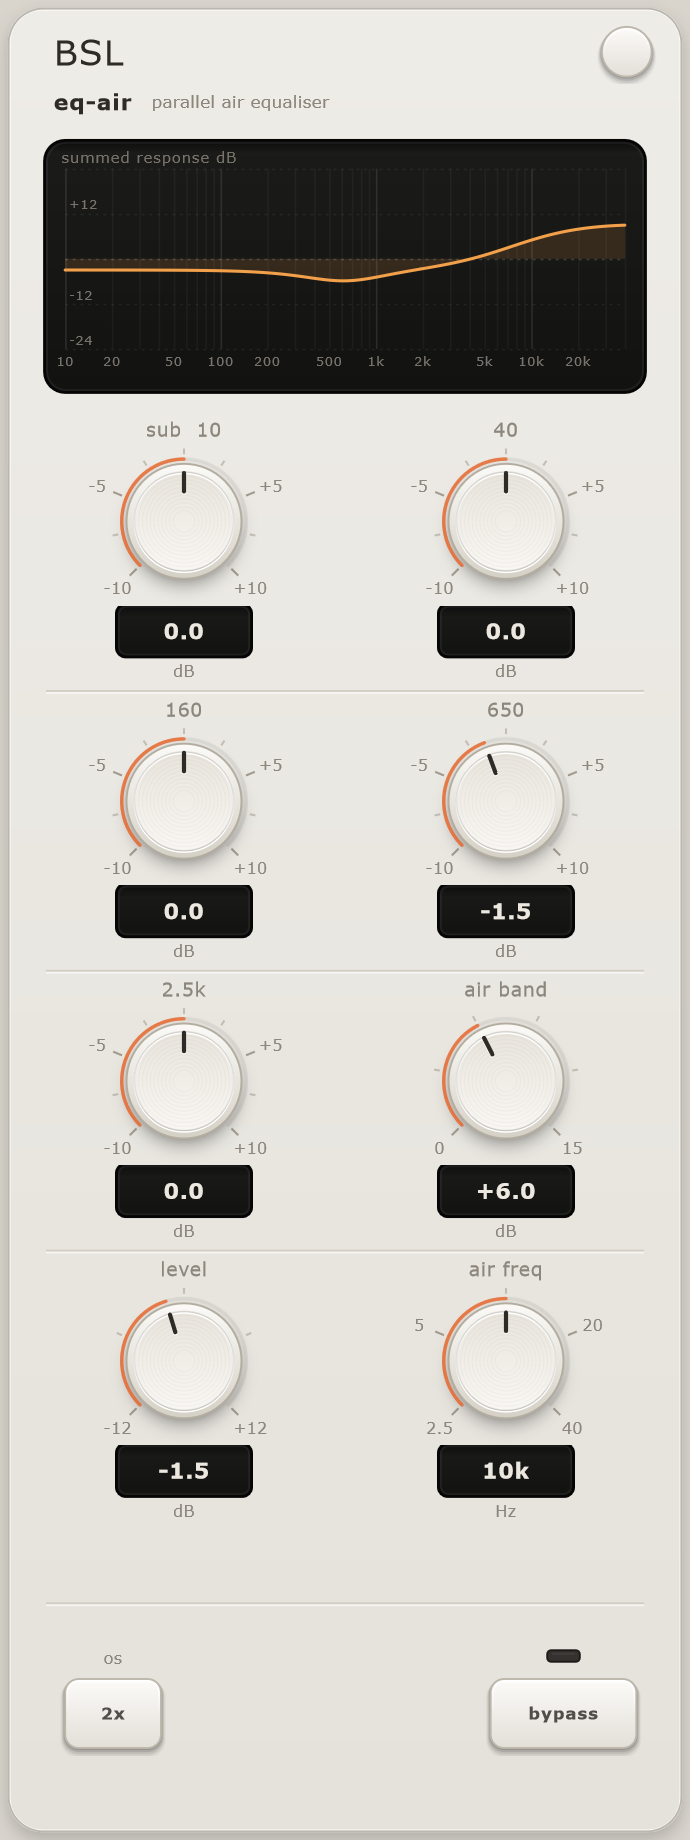 BSL
eq-air parallel air equaliser
summed response dB
+12
-12
-24
10 20 50 100 200 500 1k 2k 5k 10k 20k
sub 10 40
-5 +5 -5 +5
-10 +10 -10 +10
0.0 0.0
dB dB
160 650
-5 +5 -5 +5
-10 +10 -10 +10
0.0 -1.5
dB dB
2.5k air band
-5 +5
-10 +10 0 15
0.0 +6.0
dB dB
level air freq
5 20
-12 +12 2.5 40
-1.5 10k
dB Hz
os
2x bypass